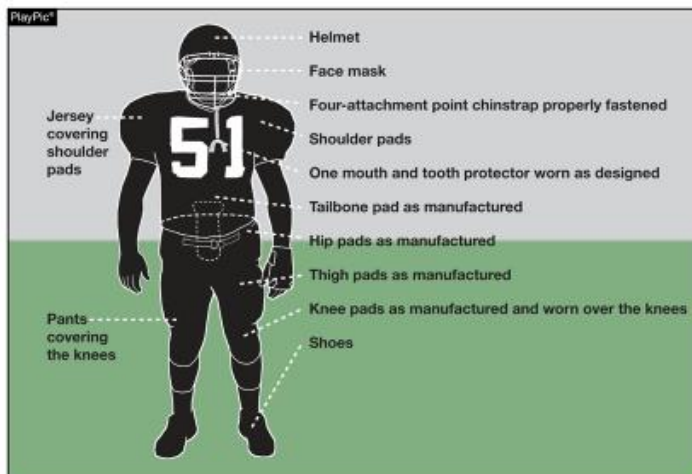 PlayPic®
Helmet
Face mask
Four-attachment point chinstrap properly fastened
Jersey
covering
shoulder
pads
Shoulder pads
51
One mouth and tooth protector worn as designed
Tailbone pad as manufactured
Hip pads as manufactured
Thigh pads as manufactured
Knee pads as manufactured and worn over the knees
Pants
covering
the knees
Shoes